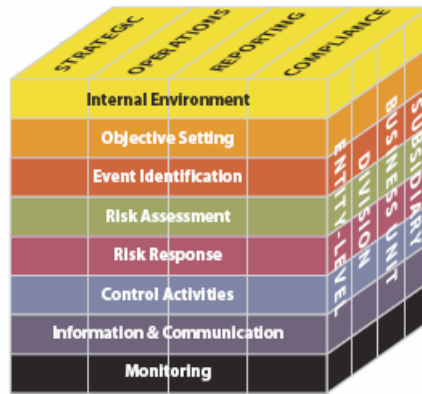 STRATEGIC
OPERATIONS
REPORTING
COMPLIANCE
Internal Environment
Objective Setting
Event Identification
Risk Assessment
Risk Response
Control Activities
Information & Communication
Monitoring
ENTITY-LEVEL
DIVISION
BUSINESS UNIT
SUBSIDIARY